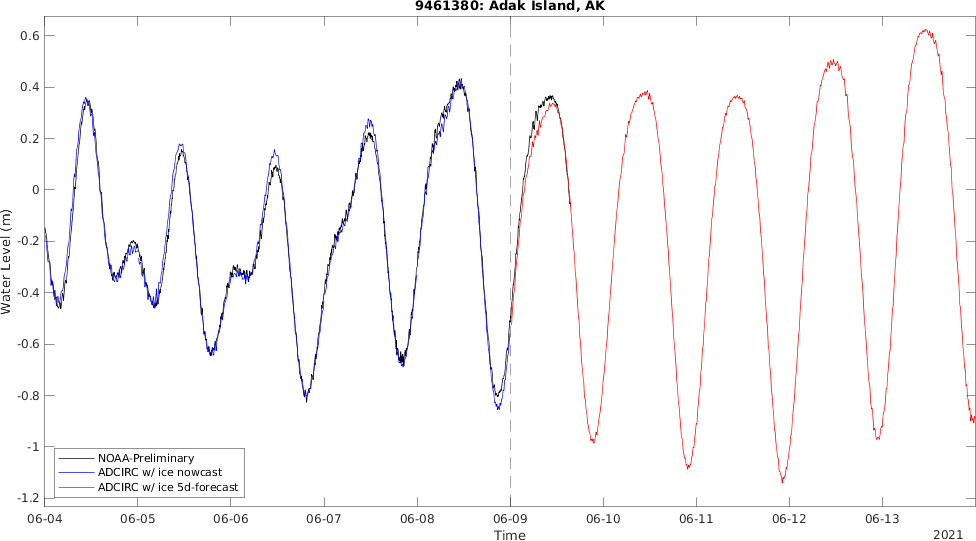 9461380: Adak Island, AK
0.6
0.4
0.2
0
-0.2
-0.4
-0.6
-0.8
-1
-1.2
Water Level (m)
NOAA-Preliminary
ADCIRC w/ ice nowcast
ADCIRC w/ ice 5d-forecast
06-04 06-05 06-06 06-07 06-08 06-09 06-10 06-11 06-12 06-13
Time
2021